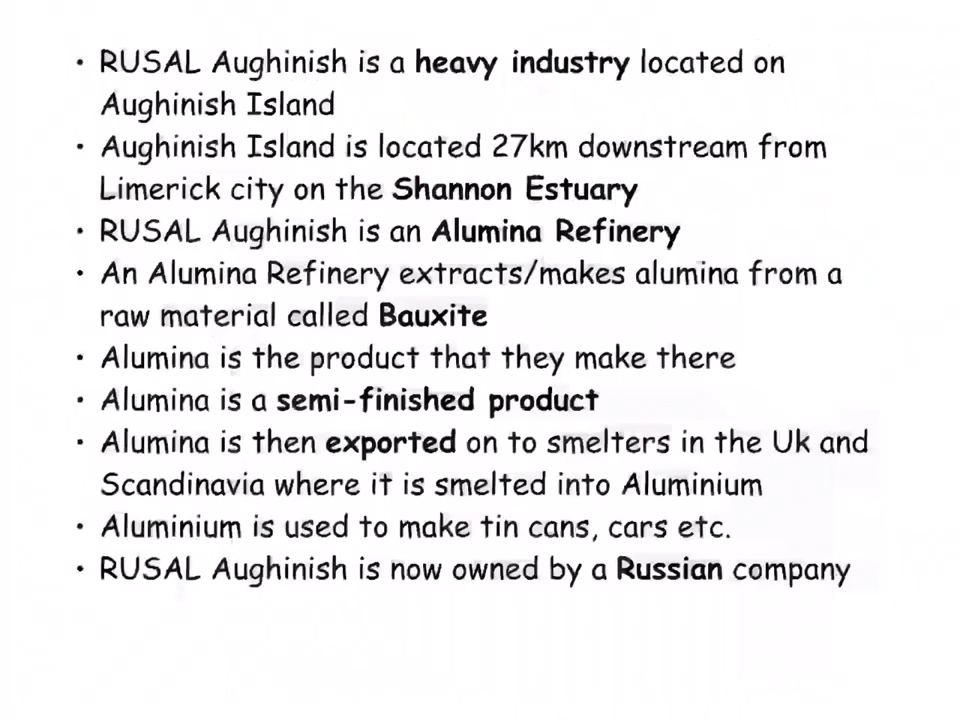 • RUSAL Aughinish is a heavy industry located on
Aughinish Island
• Aughinish Island is located 27km downstream from
Limerick city on the Shannon Estuary
• RUSAL Aughinish is an Alumina Refinery
• An Alumina Refinery extracts/makes alumina from a
raw material called Bauxite
• Alumina is the product that they make there
• Alumina is a semi-finished product
• Alumina is then exported on to smelters in the Uk and
Scandinavia where it is smelted into Aluminium
• Aluminium is used to make tin cans, cars etc.
• RUSAL Aughinish is now owned by a Russian company